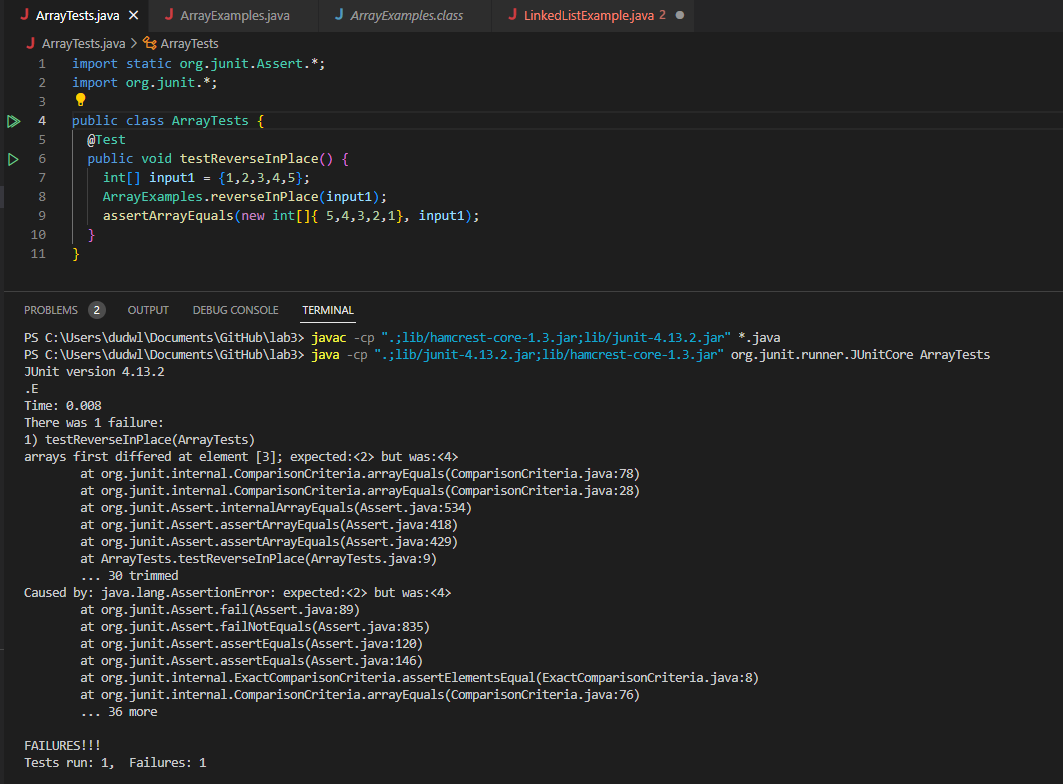 ArrayTests.java ArrayExamples.java ArrayExamples.class LinkedListExample.java 2
ArrayTests.java > ArrayTests
1 import static org.junit.Assert.*;
2 import org.junit.*;
3
4 public class ArrayTests {
5 @Test
6 public void testReverseInPlace() {
7 int[] input1 = {1,2,3,4,5};
8 ArrayExamples.reverseInPlace(input1);
9 assertArrayEquals(new int[]{ 5,4,3,2,1}, input1);
10 }
11 }
PROBLEMS 2 OUTPUT DEBUG CONSOLE TERMINAL
PS C:\Users\dudwl\Documents\GitHub\lab3> javac -cp ".;lib/hamcrest-core-1.3.jar;lib/junit-4.13.2.jar" *.java
PS C:\Users\dudwl\Documents\GitHub\lab3> java -cp ".;lib/junit-4.13.2.jar;lib/hamcrest-core-1.3.jar" org.junit.runner.JUnitCore ArrayTests
JUnit version 4.13.2
.E
Time: 0.008
There was 1 failure:
1) testReverseInPlace(ArrayTests)
arrays first differed at element [3]; expected:<2> but was:<4>
at org.junit.internal.ComparisonCriteria.arrayEquals(ComparisonCriteria.java:78)
at org.junit.internal.ComparisonCriteria.arrayEquals(ComparisonCriteria.java:28)
at org.junit.Assert.internalArrayEquals(Assert.java:534)
at org.junit.Assert.assertArrayEquals(Assert.java:418)
at org.junit.Assert.assertArrayEquals(Assert.java:429)
at ArrayTests.testReverseInPlace(ArrayTests.java:9)
... 30 trimmed
Caused by: java.lang.AssertionError: expected:<2> but was:<4>
at org.junit.Assert.fail(Assert.java:89)
at org.junit.Assert.failNotEquals(Assert.java:835)
at org.junit.Assert.assertEquals(Assert.java:120)
at org.junit.Assert.assertEquals(Assert.java:146)
at org.junit.internal.ExactComparisonCriteria.assertElementsEqual(ExactComparisonCriteria.java:8)
at org.junit.internal.ComparisonCriteria.arrayEquals(ComparisonCriteria.java:76)
... 36 more
FAILURES!!!
Tests run: 1,  Failures: 1